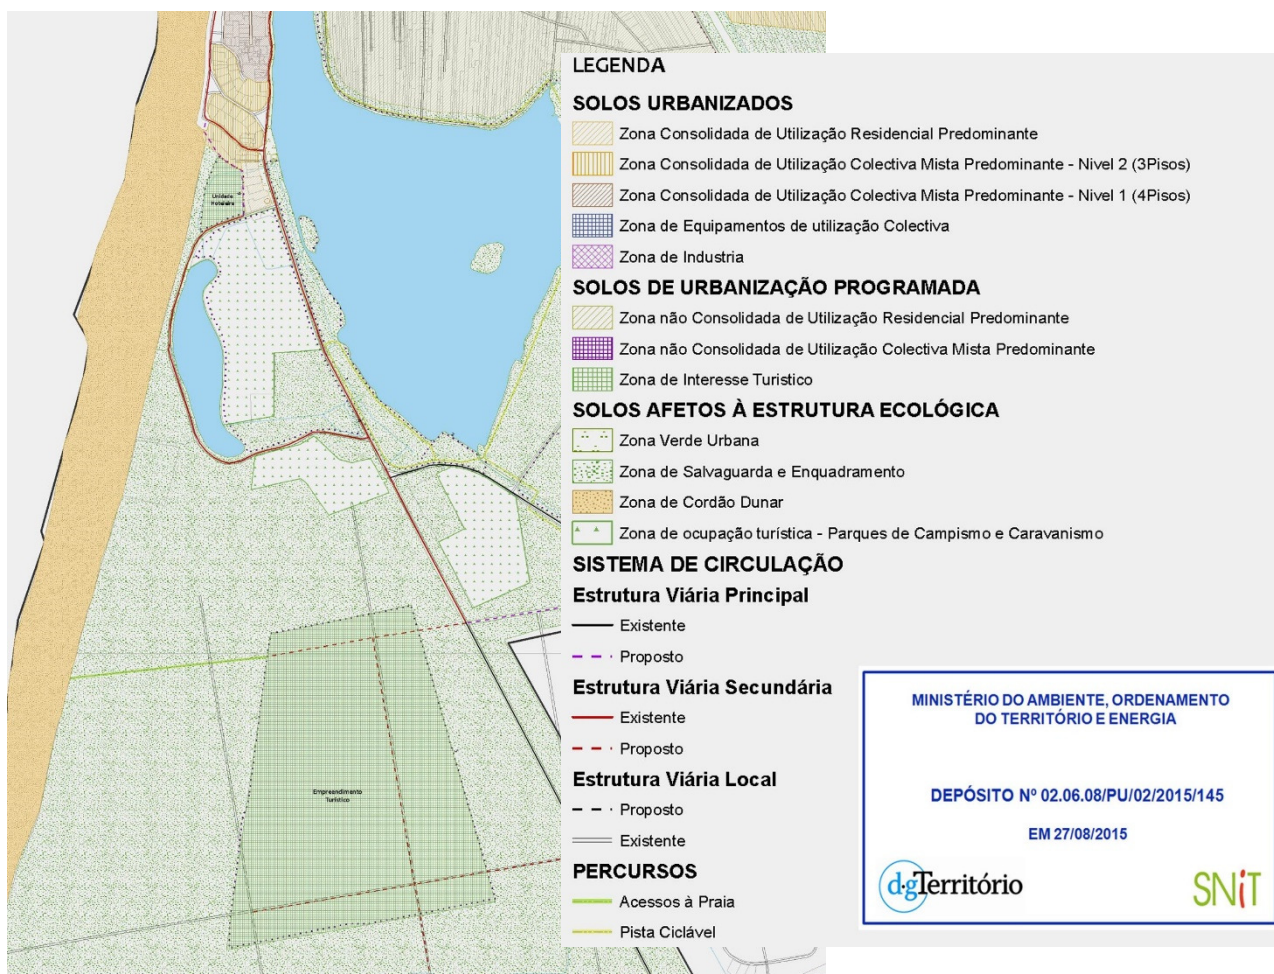 Unidade
Hoteleira
Empreendimento
Turístico
LEGENDA
SOLOS URBANIZADOS
Zona Consolidada de Utilização Residencial Predominante
Zona Consolidada de Utilização Colectiva Mista Predominante - Nivel 2 (3Pisos)
Zona Consolidada de Utilização Colectiva Mista Predominante - Nivel 1 (4Pisos)
Zona de Equipamentos de utilização Colectiva
Zona de Industria
SOLOS DE URBANIZAÇÃO PROGRAMADA
Zona não Consolidada de Utilização Residencial Predominante
Zona não Consolidada de Utilização Colectiva Mista Predominante
Zona de Interesse Turistico
SOLOS AFETOS À ESTRUTURA ECOLÓGICA
Zona Verde Urbana
Zona de Salvaguarda e Enquadramento
Zona de Cordão Dunar
Zona de ocupação turística - Parques de Campismo e Caravanismo
SISTEMA DE CIRCULAÇÃO
Estrutura Viária Principal
Existente
Proposto
Estrutura Viária Secundária
Existente
Proposto
Estrutura Viária Local
Proposto
Existente
PERCURSOS
Acessos à Praia
Pista Ciclável
MINISTÉRIO DO AMBIENTE, ORDENAMENTO
DO TERRITÓRIO E ENERGIA
DEPÓSITO Nº 02.06.08/PU/02/2015/145
EM 27/08/2015
d.gTerritório
SNiT